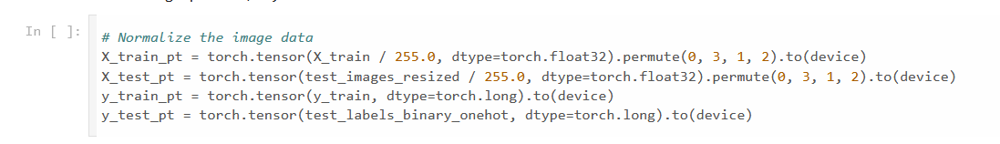 In [ ]:
# Normalize the image data
X_train_pt = torch.tensor(X_train / 255.0, dtype=torch.float32).permute(0, 3, 1, 2).to(device)
X_test_pt = torch.tensor(test_images_resized / 255.0, dtype=torch.float32).permute(0, 3, 1, 2).to(device)
y_train_pt = torch.tensor(y_train, dtype=torch.long).to(device)
y_test_pt = torch.tensor(test_labels_binary_onehot, dtype=torch.long).to(device)